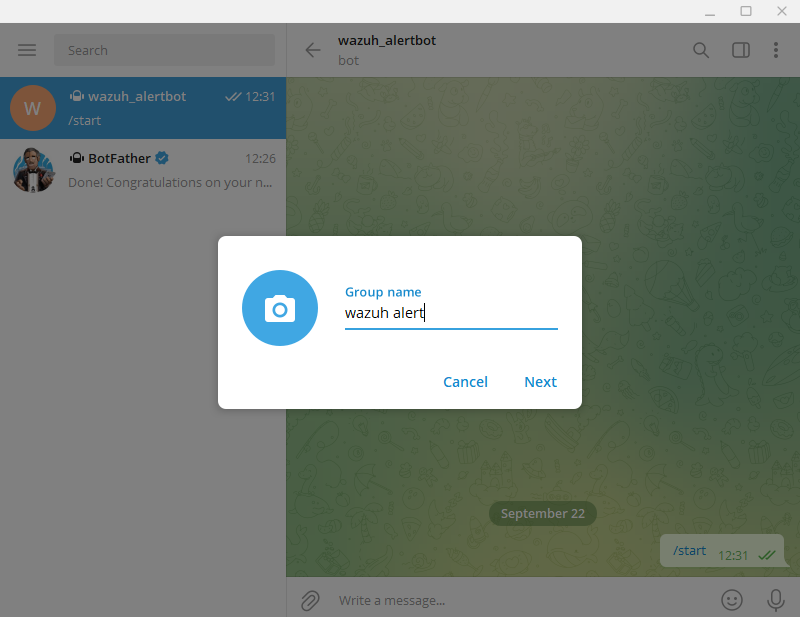 Search
wazuh_alertbot
bot
W
wazuh_alertbot
12:31
/start
BotFather
12:26
Done! Congratulations on your n...
Group name
wazuh alert
Cancel
Next
September 22
/start
12:31
Write a message...